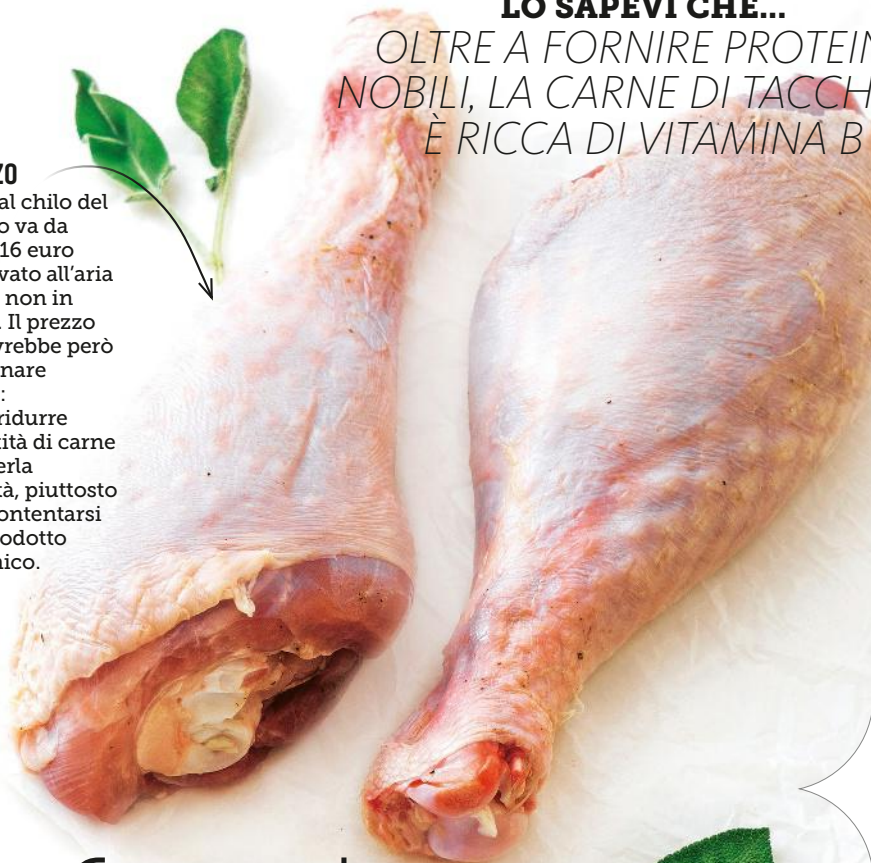 LO SAPEVI CHE...
OLTRE A FORNIRE PROTEIN
NOBILI, LA CARNE DI TACCH
È RICCA DI VITAMINA B
ZO
al chilo del
o va da
16 euro
vato all'aria
non in
. Il prezzo
vrebbe però
nare
:
ridurre
tità di carne
erla
tà, piuttosto
ontentarsi
odotto
nico.